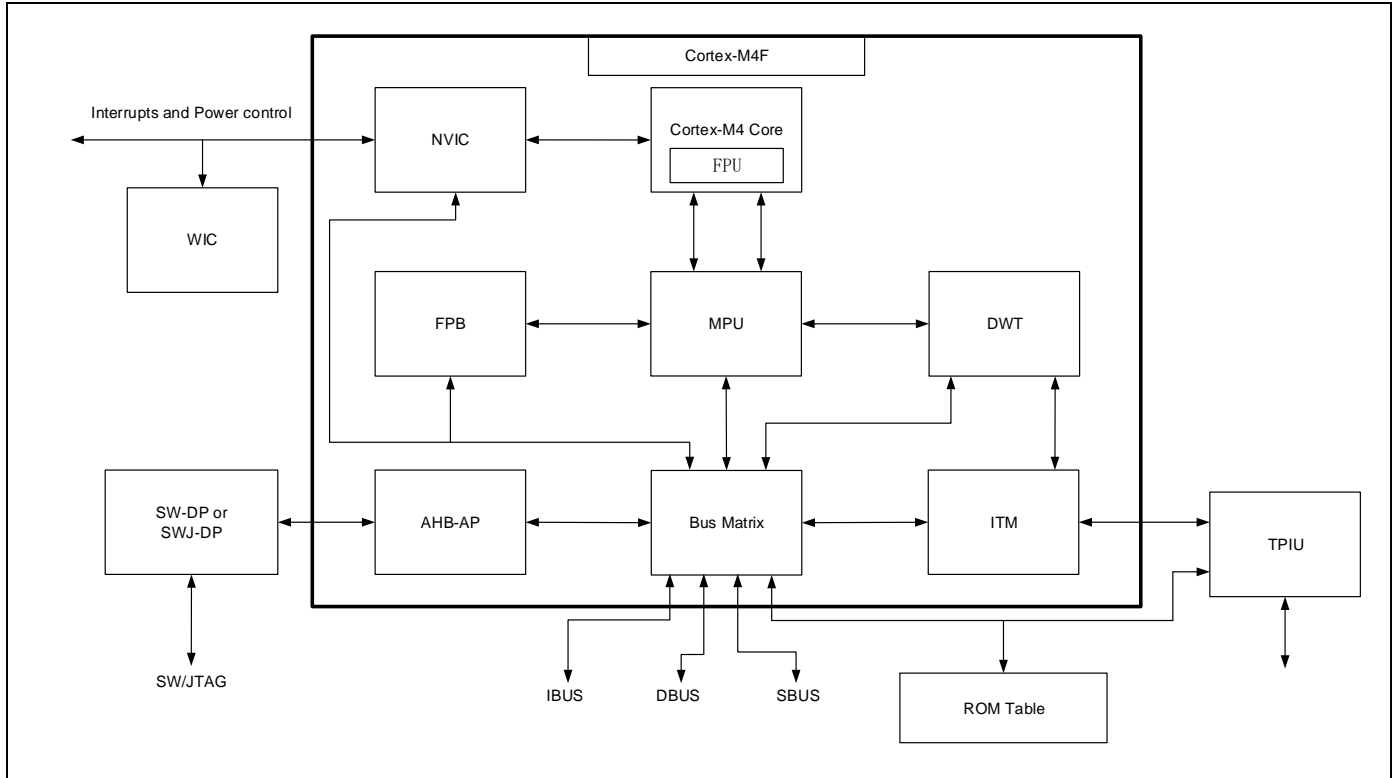 Cortex-M4F
Interrupts and Power control
NVIC
Cortex-M4 Core
FPU
WIC
FPB
MPU
DWT
SW-DP or
SWJ-DP
AHB-AP
Bus Matrix
ITM
TPIU
SW/JTAG
IBUS
DBUS
SBUS
ROM Table